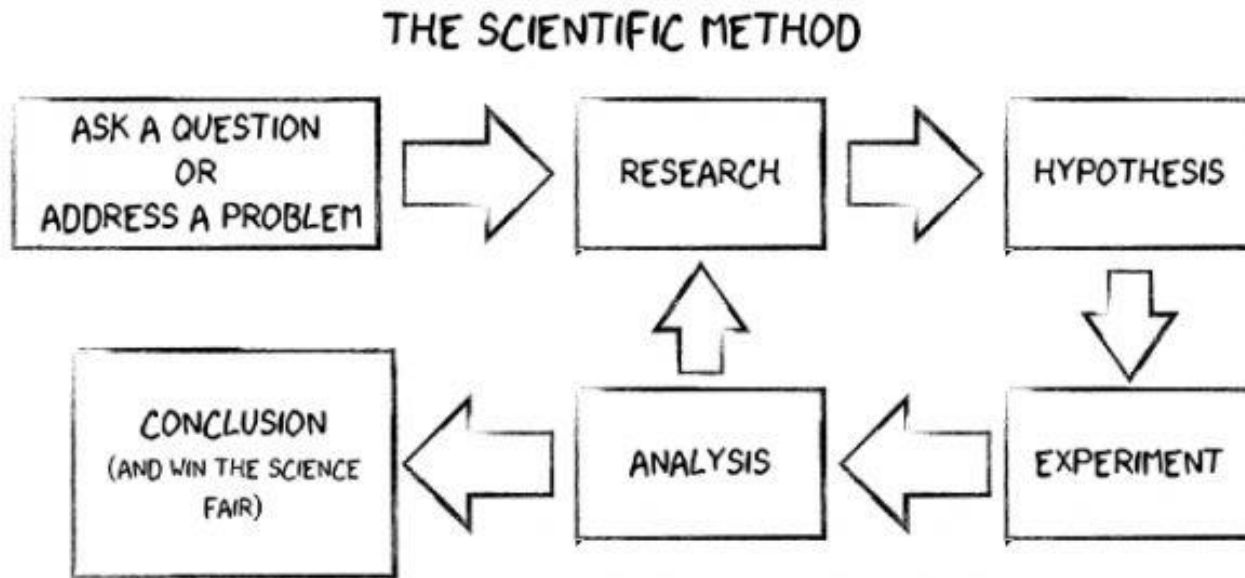 THE SCIENTIFIC METHOD
ASK A QUESTION
OR
ADDRESS A PROBLEM
RESEARCH
HYPOTHESIS
EXPERIMENT
ANALYSIS
CONCLUSION
(AND WIN THE SCIENCE
FAIR)